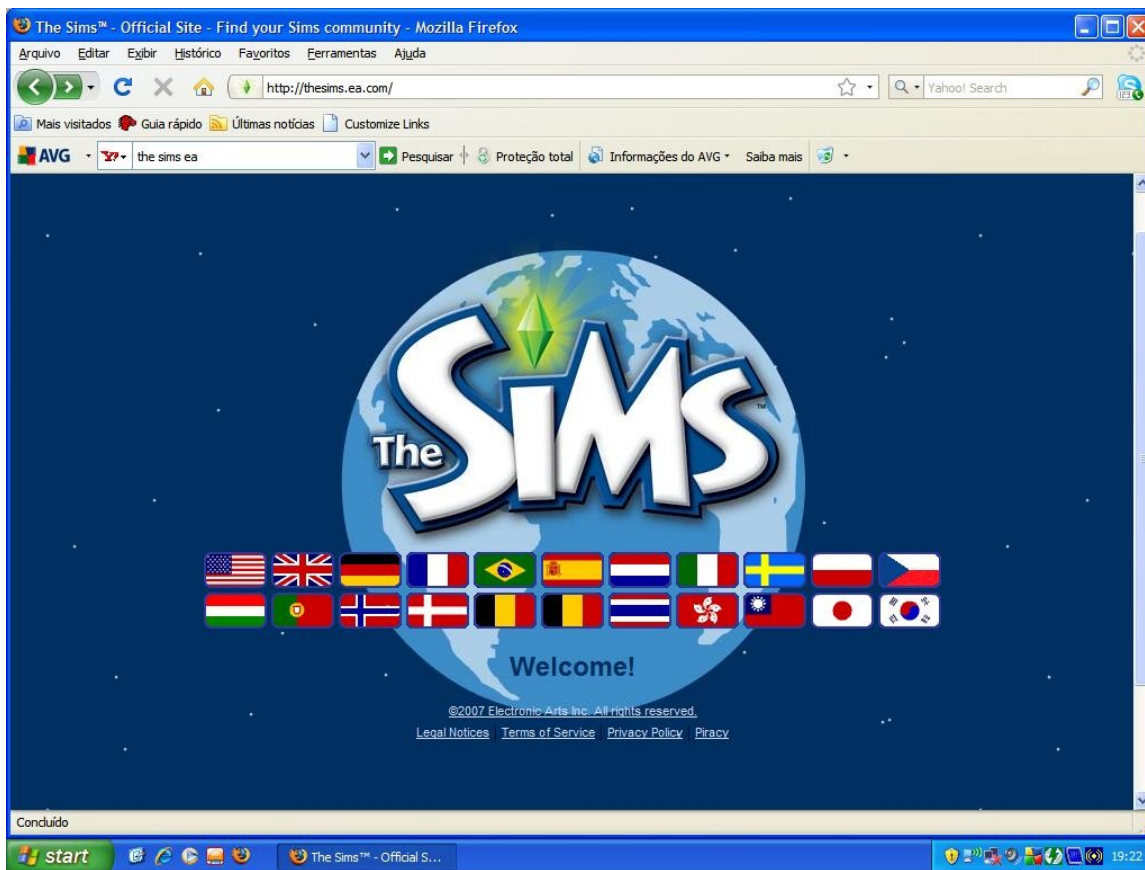 The Sims™ - Official Site - Find your Sims community - Mozilla Firefox
Arquivo Editar Exibir Histórico Favoritos Ferramentas Ajuda
http://thesims.ea.com/ Yahoo! Search 123
Mais visitados Guia rápido Últimas notícias Customize Links
AVG Y! the sims ea Pesquisar Proteção total Informações do AVG Saiba mais
The SiMS™
Welcome!
©2007 Electronic Arts Inc. All rights reserved.
Legal Notices Terms of Service Privacy Policy Piracy
Concluído
start The Sims™ - Official S... 19:22